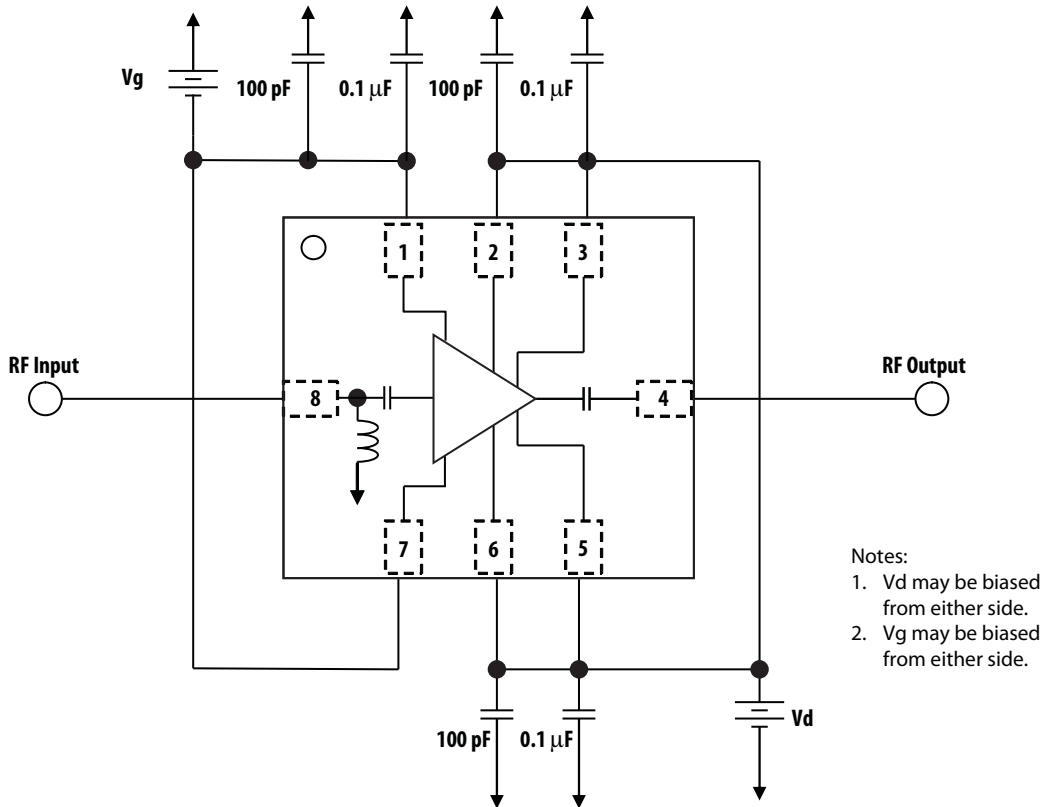 Vg
100 pF
0.1 μF
100 pF
0.1 μF
1
2
3
RF Input
RF Output
8
4
7
6
5
Notes:
1. Vd may be biased
from either side.
2. Vg may be biased
from either side.
100 pF
0.1 μF
Vd